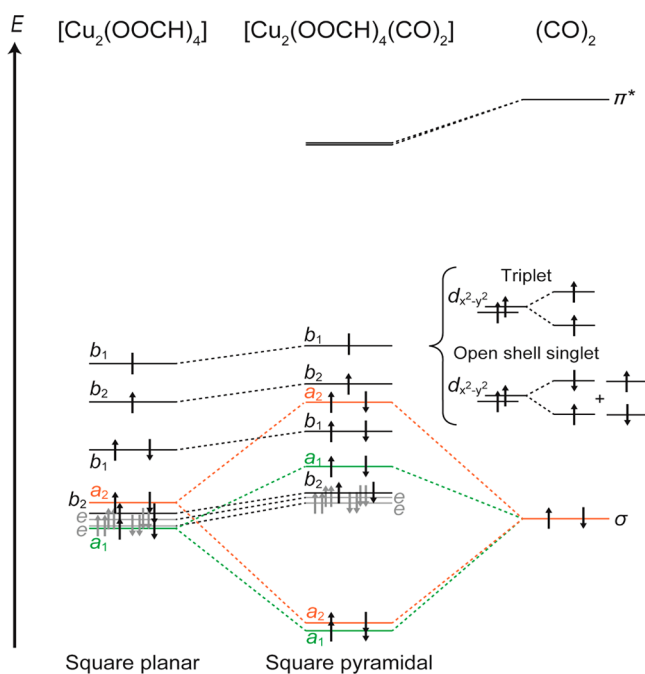 E
[Cu₂(OOCH)₄] [Cu₂(OOCH)₄(CO)₂] (CO)₂
π*
Triplet
dx²-y²
b₁
b₁
Open shell singlet
b₂
b₂
dx²-y²
+
a₂
b₁
b₁
a₁
a₂
b₂
b₂
e
e
e
e
σ
a₁
a₂
a₁
Square planar Square pyramidal